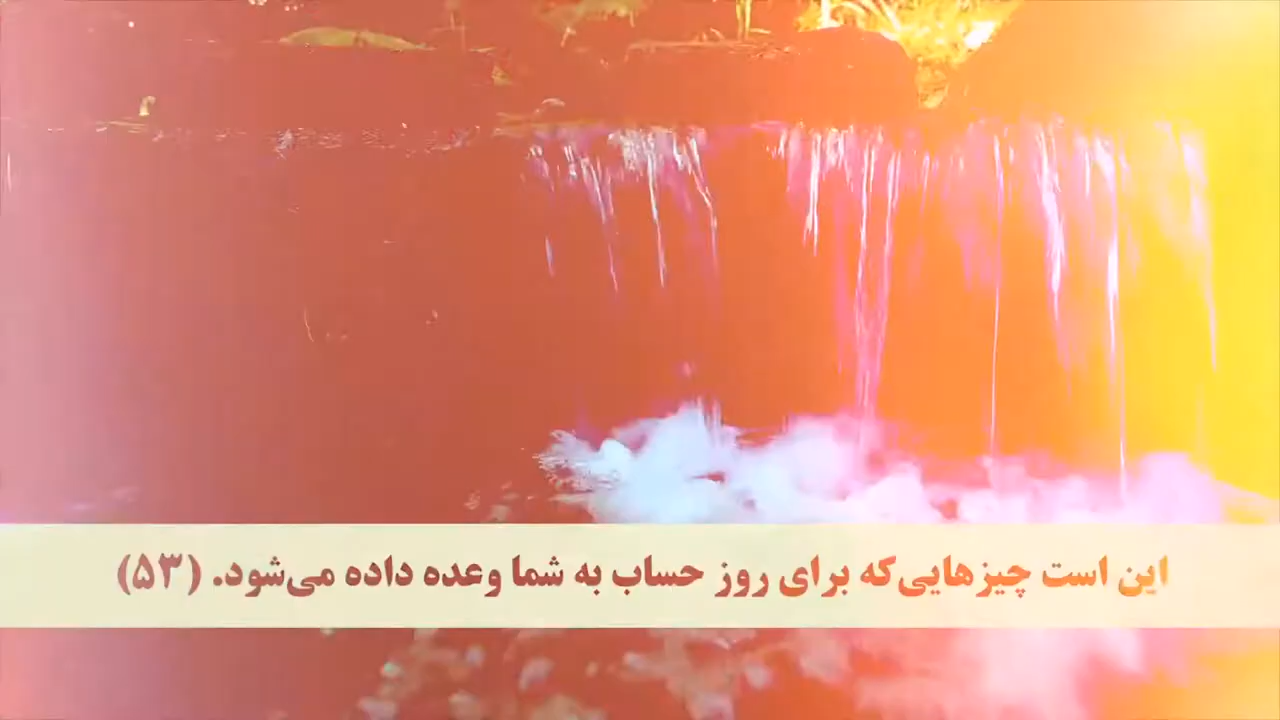 این است چیزهایی‌که برای روز حساب به شما وعده داده می‌شود. (۵۳)